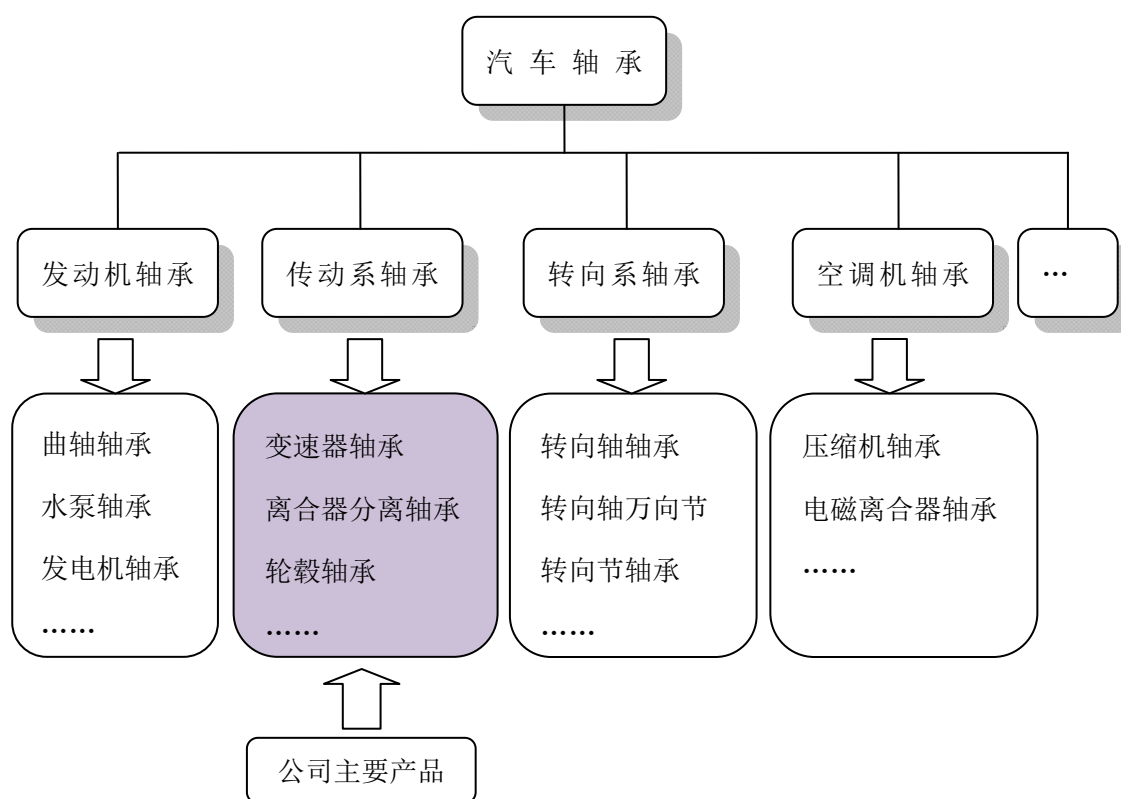 汽车轴承
发动机轴承
传动系轴承
转向系轴承
空调机轴承
...
曲轴轴承
水泵轴承
发电机轴承
......
变速器轴承
离合器分离轴承
轮毂轴承
......
转向轴轴承
转向轴万向节
转向节轴承
......
压缩机轴承
电磁离合器轴承
......
公司主要产品